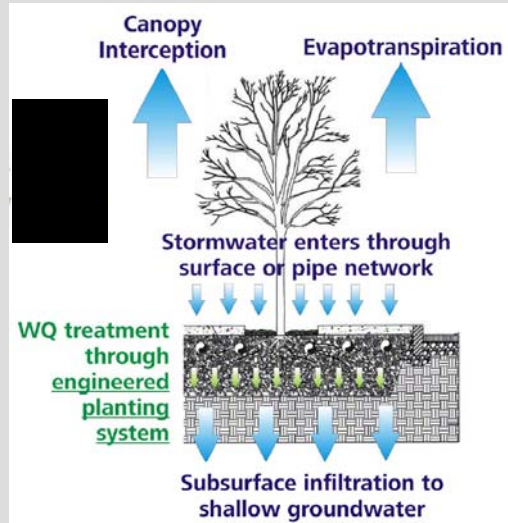 Canopy
Interception
Evapotranspiration
Stormwater enters through
surface or pipe network
WQ treatment
through
engineered
planting
system
Subsurface infiltration to
shallow groundwater